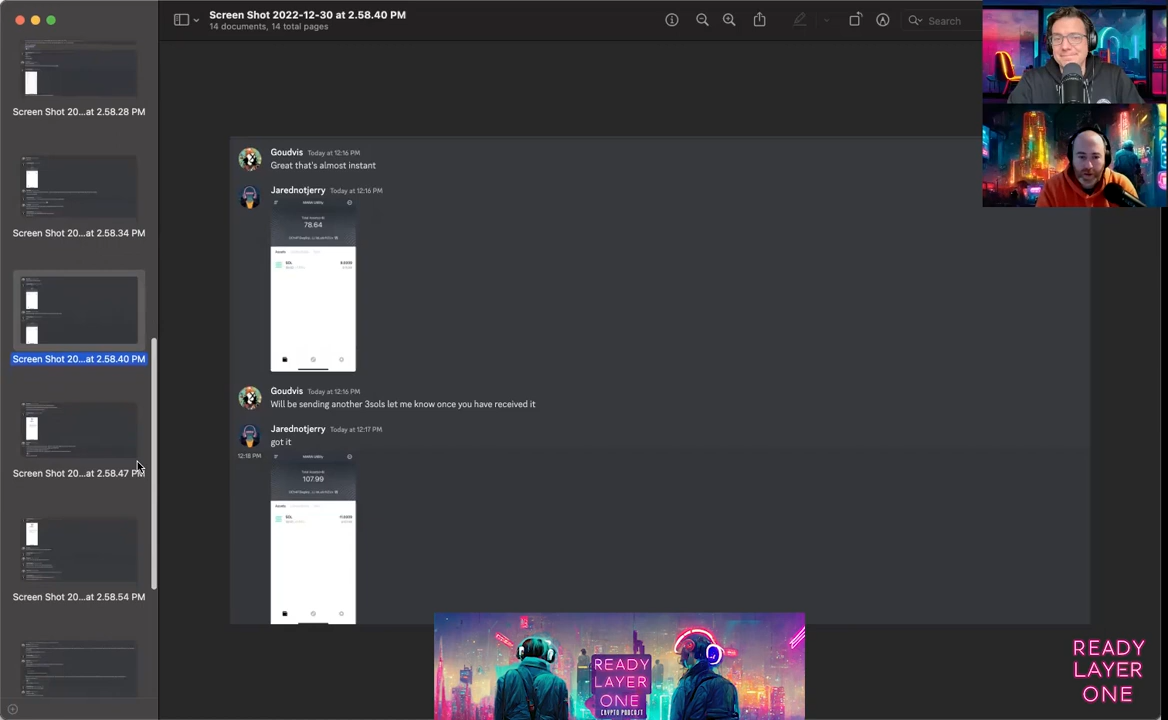 Screen Shot 2022-12-30 at 2.58.40 PM
14 documents, 14 total pages
Search
Screen Shot 20...at 2.58.28 PM
Screen Shot 20...at 2.58.34 PM
Screen Shot 20...at 2.58.40 PM
Screen Shot 20...at 2.58.47 PM
Screen Shot 20...at 2.58.54 PM
Goudvis Today at 12:16 PM
Great that's almost instant
Jarednotjerry Today at 12:16 PM
78.64
SOL
Goudvis Today at 12:16 PM
Will be sending another 3sols let me know once you have received it
Jarednotjerry Today at 12:17 PM
got it
12:18 PM
107.99
SOL
READY
LAYER
ONE
CRYPTO PODCAST
READY
LAYER
ONE